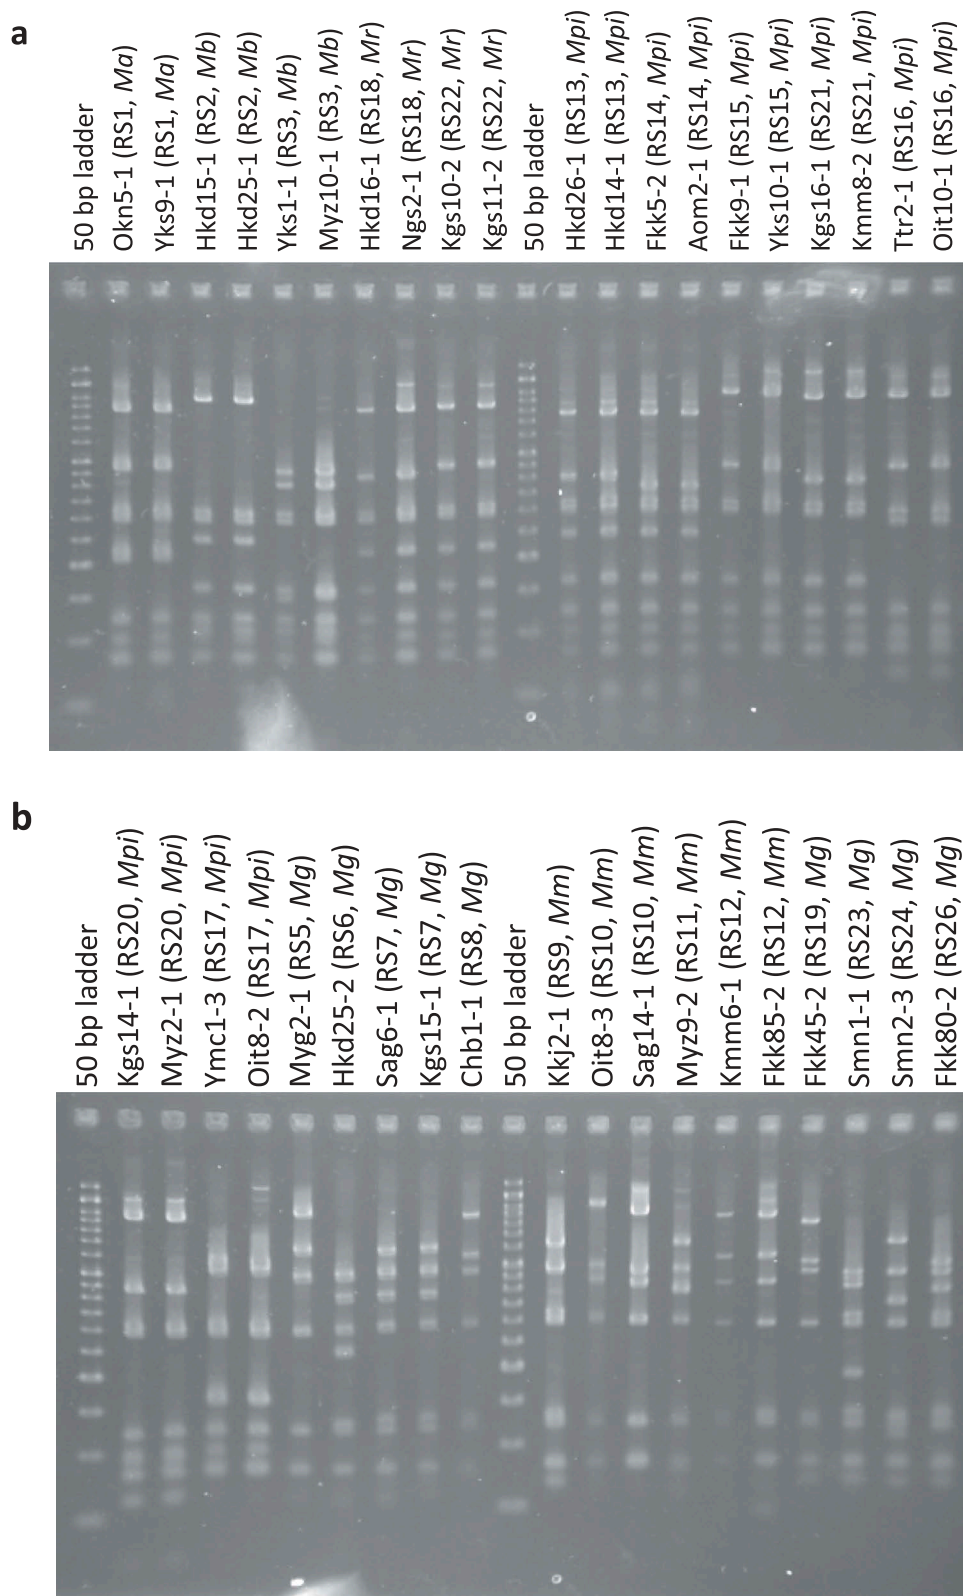 a
50 bp ladder
Okn5-1 (RS1, Ma)
Yks9-1 (RS1, Ma)
Hkd15-1 (RS2, Mb)
Hkd25-1 (RS2, Mb)
Yks1-1 (RS3, Mb)
Myz10-1 (RS3, Mb)
Hkd16-1 (RS18, Mr)
Ngs2-1 (RS18, Mr)
Kgs10-2 (RS22, Mr)
Kgs11-2 (RS22, Mr)
50 bp ladder
Hkd26-1 (RS13, Mpi)
Hkd14-1 (RS13, Mpi)
Fkk5-2 (RS14, Mpi)
Aom2-1 (RS14, Mpi)
Fkk9-1 (RS15, Mpi)
Yks10-1 (RS15, Mpi)
Kgs16-1 (RS21, Mpi)
Kmm8-2 (RS21, Mpi)
Ttr2-1 (RS16, Mpi)
Oit10-1 (RS16, Mpi)
b
50 bp ladder
Kgs14-1 (RS20, Mpi)
Myz2-1 (RS20, Mpi)
Ymc1-3 (RS17, Mpi)
Oit8-2 (RS17, Mpi)
Myg2-1 (RS5, Mg)
Hkd25-2 (RS6, Mg)
Sag6-1 (RS7, Mg)
Kgs15-1 (RS7, Mg)
Chb1-1 (RS8, Mg)
50 bp ladder
Kkj2-1 (RS9, Mm)
Oit8-3 (RS10, Mm)
Sag14-1 (RS10, Mm)
Myz9-2 (RS11, Mm)
Kmm6-1 (RS12, Mm)
Fkk85-2 (RS12, Mm)
Fkk45-2 (RS19, Mg)
Smn1-1 (RS23, Mg)
Smn2-3 (RS24, Mg)
Fkk80-2 (RS26, Mg)